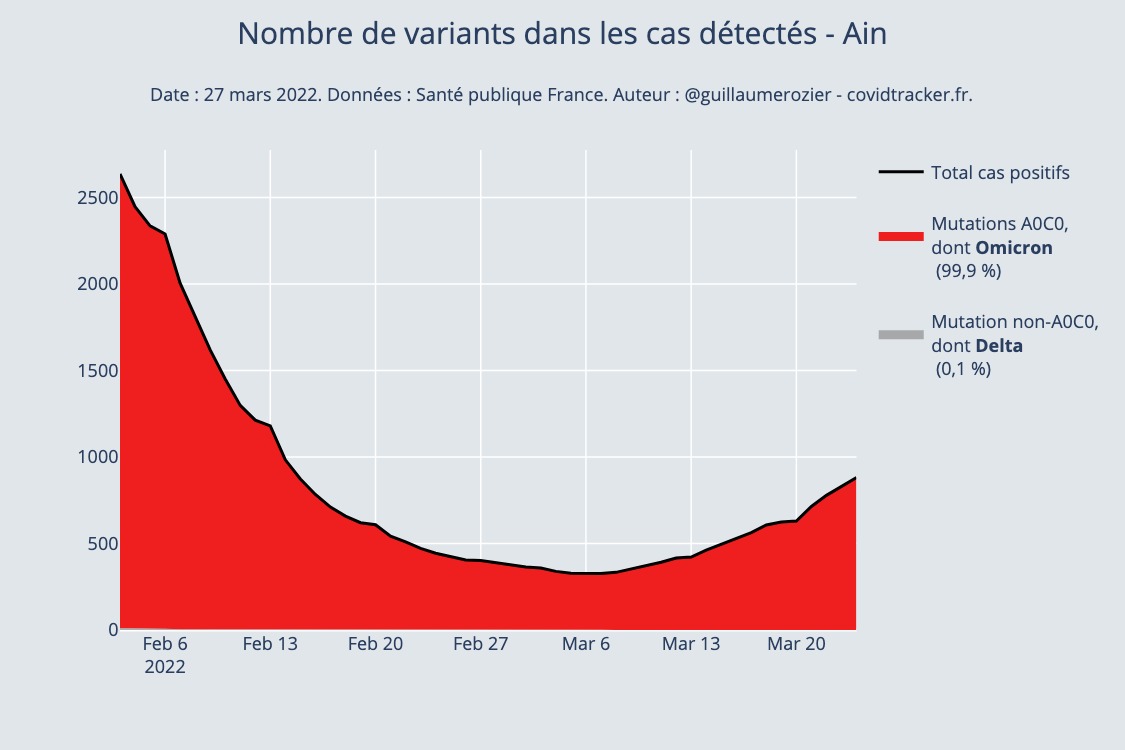 Nombre de variants dans les cas détectés - Ain
Date : 27 mars 2022. Données : Santé publique France. Auteur : @guillaumerozier - covidtracker.fr.
Total cas positifs
Mutations A0C0,
dont Omicron
(99,9 %)
Mutation non-A0C0,
dont Delta
(0,1 %)
2500
2000
1500
1000
500
0
Feb 6 Feb 13 Feb 20 Feb 27 Mar 6 Mar 13 Mar 20
2022